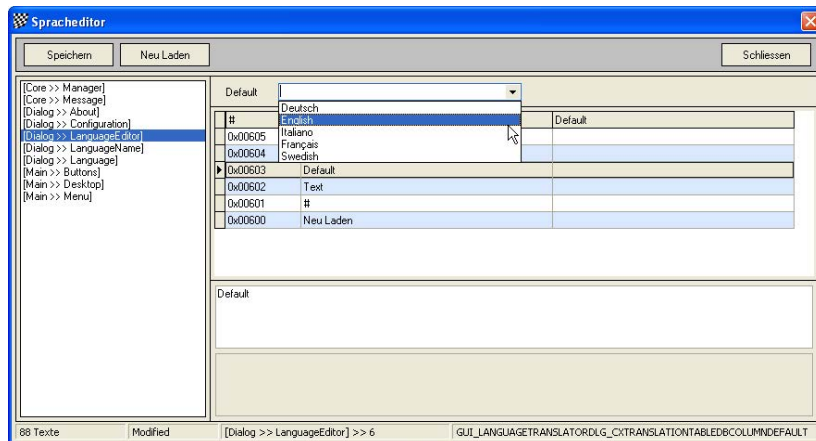 Spracheditor
Speichern Neu Laden Schliessen
[Core >> Manager]
[Core >> Message]
[Dialog >> About]
[Dialog >> Configuration]
[Dialog >> LanguageEditor]
[Dialog >> LanguageName]
[Dialog >> Language]
[Main >> Buttons]
[Main >> Desktop]
[Main >> Menu]
Default
Deutsch
English
Italiano
Français
Swedish
# Default
0x00605
0x00604
0x00603 Default
0x00602 Text
0x00601 #
0x00600 Neu Laden
Default
88 Texte Modified [Dialog >> LanguageEditor] >> 6 GUI_LANGUAGETRANSLATORDLG_CXTRANSLATIONTABLEDBCOLUMNDEFAULT